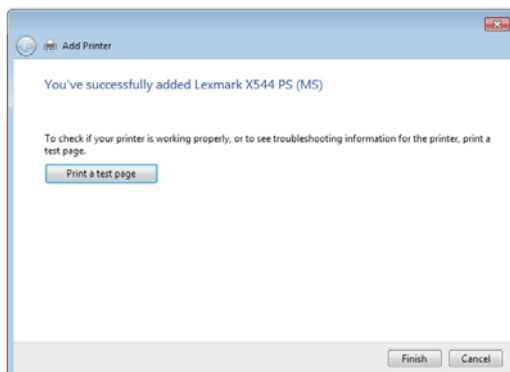 Add Printer
You've successfully added Lexmark X544 PS (MS)
To check if your printer is working properly, or to see troubleshooting information for the printer, print a
test page.
Print a test page
Finish
Cancel